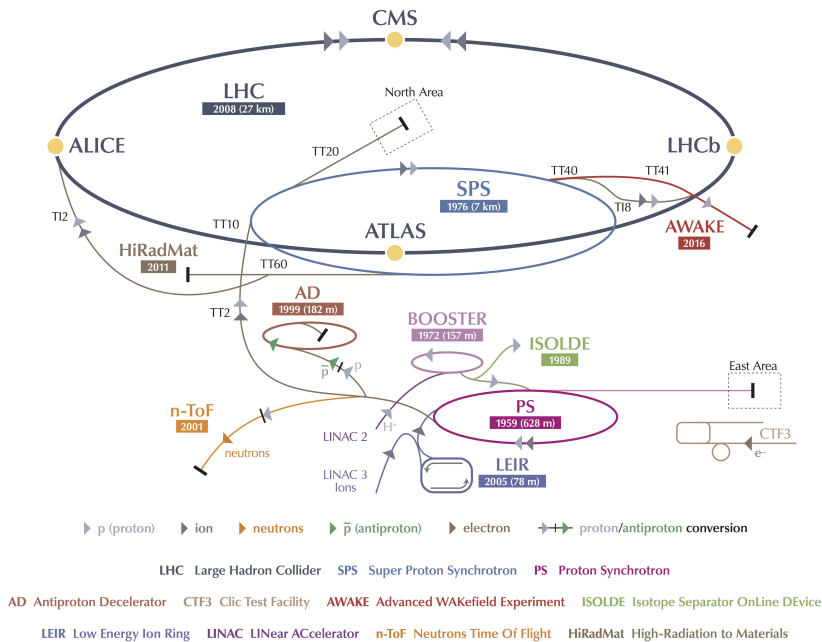 CMS
LHC
2008 (27 km)
North Area
ALICE
TT20
LHCb
TT40
TT41
SPS
1976 (7 km)
TI8
TI2
TT10
ATLAS
AWAKE
2016
HiRadMat
2011
TT60
AD
1999 (182 m)
TT2
BOOSTER
1972 (157 m)
ISOLDE
1989
p̅
p
East Area
n-ToF
2001
PS
1959 (628 m)
H⁺
LINAC 2
CTF3
neutrons
e⁻
LEIR
2005 (78 m)
LINAC 3
Ions
p (proton)
ion
neutrons
p̅ (antiproton)
electron
proton/antiproton conversion
LHC Large Hadron Collider SPS Super Proton Synchrotron PS Proton Synchrotron
AD Antiproton Decelerator CTF3 Clic Test Facility AWAKE Advanced WAKefield Experiment ISOLDE Isotope Separator OnLine DEvice
LEIR Low Energy Ion Ring LINAC LINear ACcelerator n-ToF Neutrons Time Of Flight HiRadMat High-Radiation to Materials